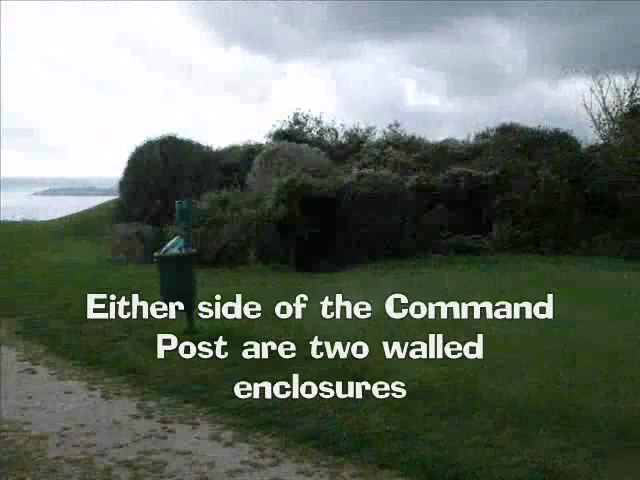 Either side of the Command
Post are two walled
enclosures